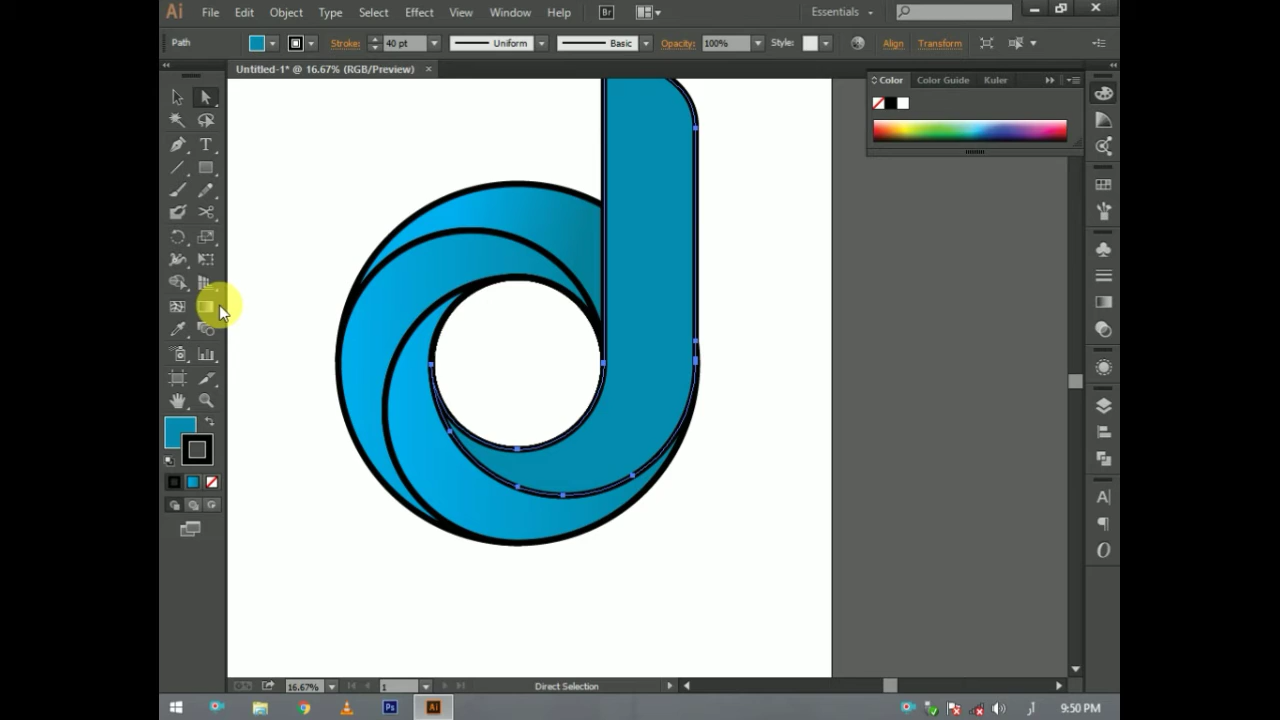 Ai File Edit Object Type Select Effect View Window Help Br Essentials
Path Stroke: 40 pt Uniform Basic Opacity: 100% Style: Align Transform
Untitled-1* @ 16.67% (RGB/Preview) ×
Color Color Guide Kuler
T
A
¶
O
16.67% 1 Direct Selection
Ps Ai 9:50 PM